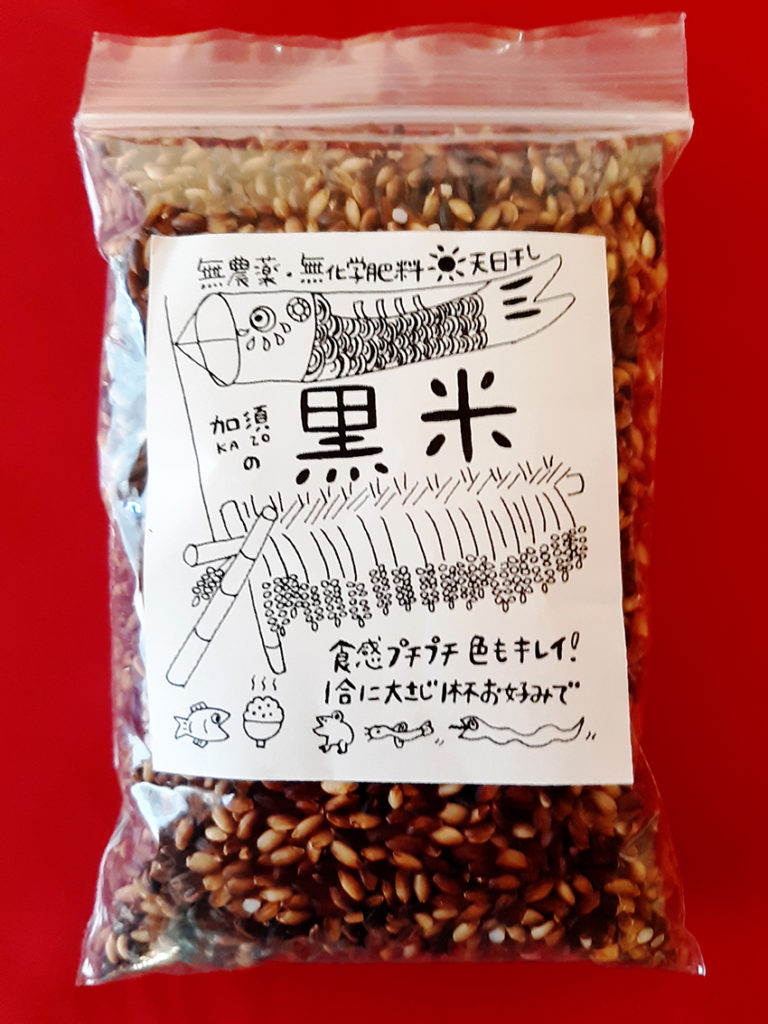 無農薬・無化学肥料☀天日干し
加須の
KAZO
黒米
食感プチプチ 色もキレイ!
1合に大さじ1杯お好みで